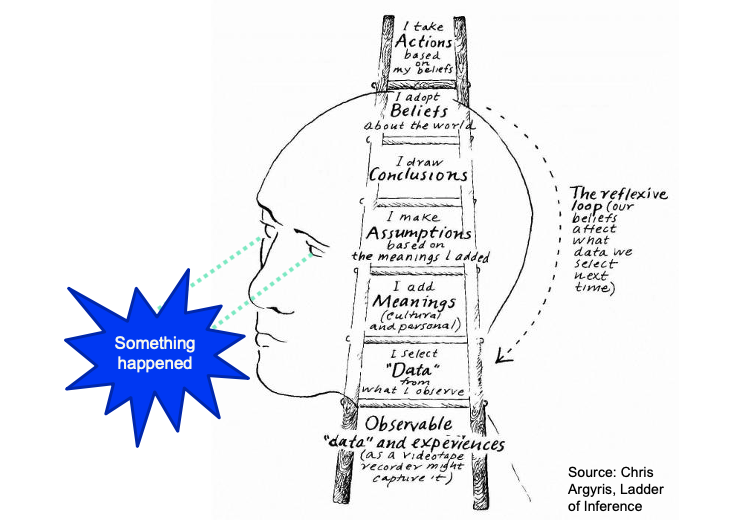 I take
Actions
based
on
my beliefs
I adopt
Beliefs
about the world
I draw
Conclusions
I make
Assumptions
based on
the meanings I added
I add
Meanings
(cultural
and personal)
I select
"Data"
from
what I observe
Observable
"data" and experiences
(as a videotape
recorder might
capture it)
The reflexive
loop (our
beliefs
affect
what
data we
select
next
time)
Something
happened
Source: Chris
Argyris, Ladder
of Inference